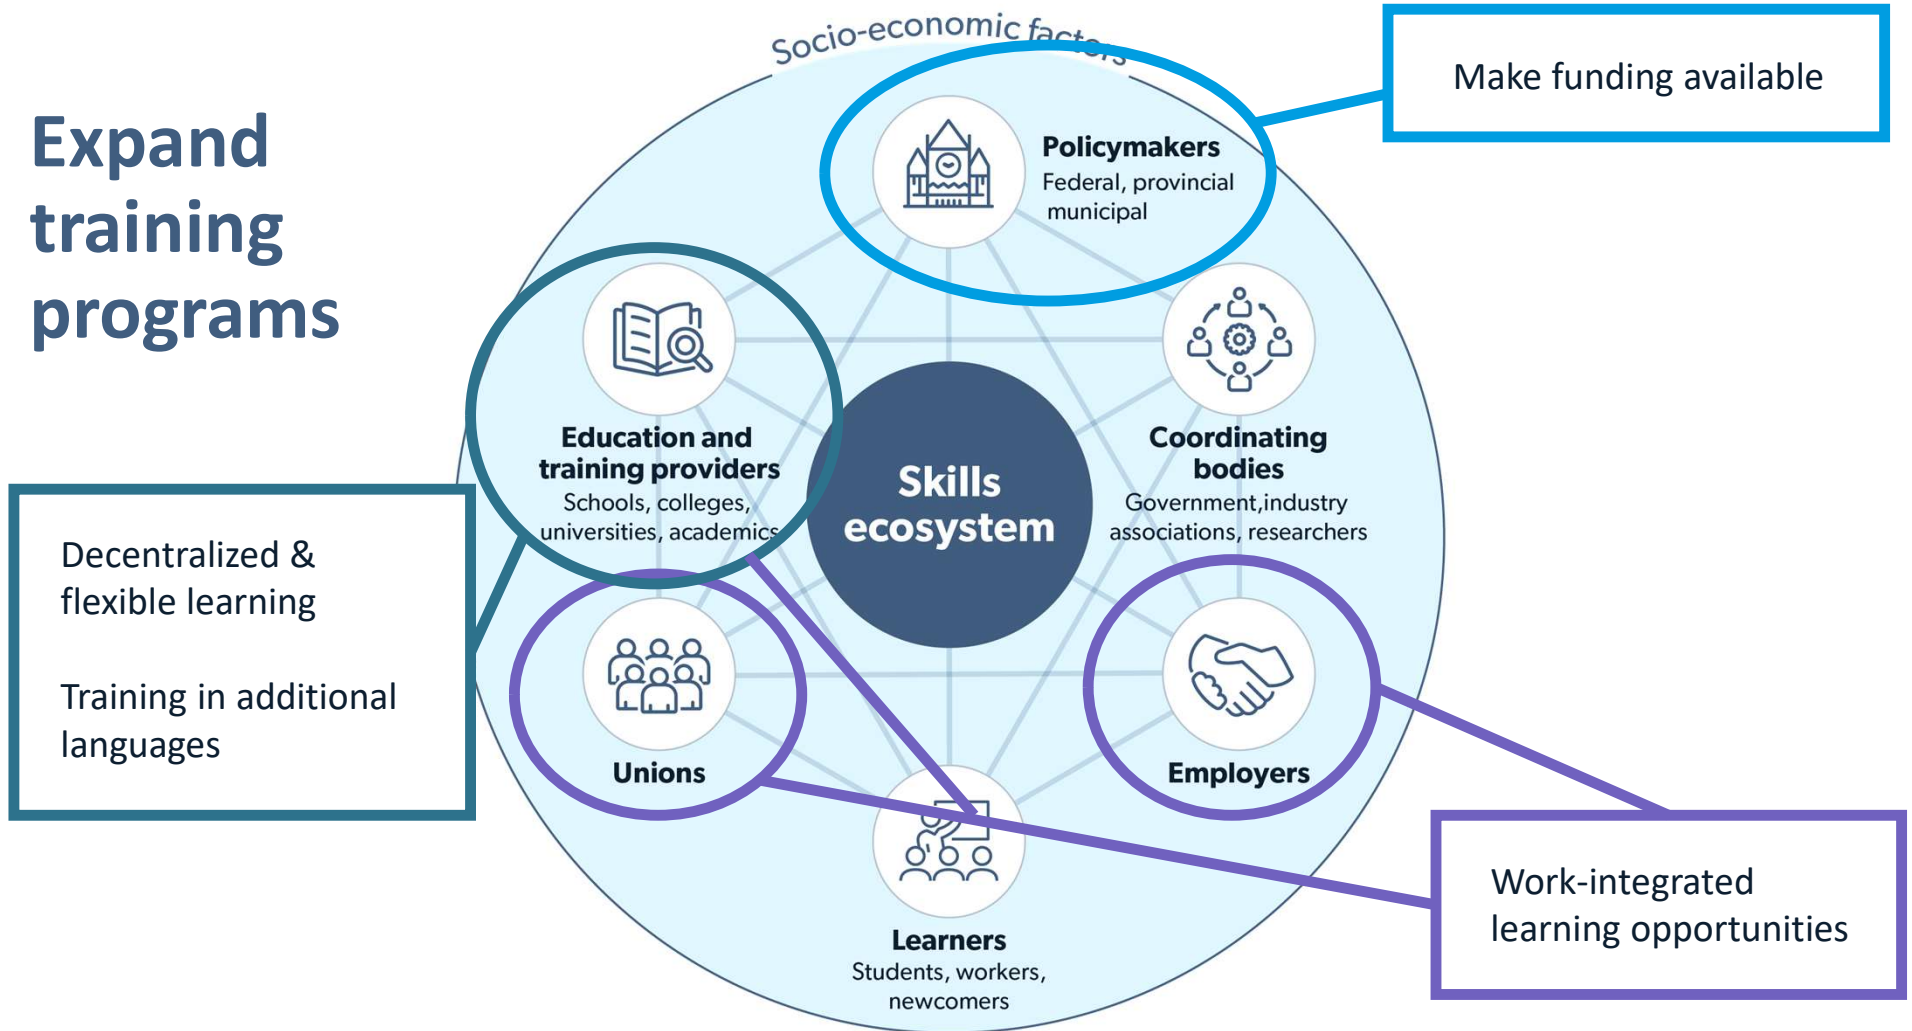 Expand
training
programs
Socio-economic factors
Make funding available
Policymakers
Federal, provincial
municipal
Education and
training providers
Schools, colleges,
universities, academics
Coordinating
bodies
Government,industry
associations, researchers
Skills
ecosystem
Decentralized &
flexible learning
Training in additional
languages
Unions
Employers
Work-integrated
learning opportunities
Learners
Students, workers,
newcomers